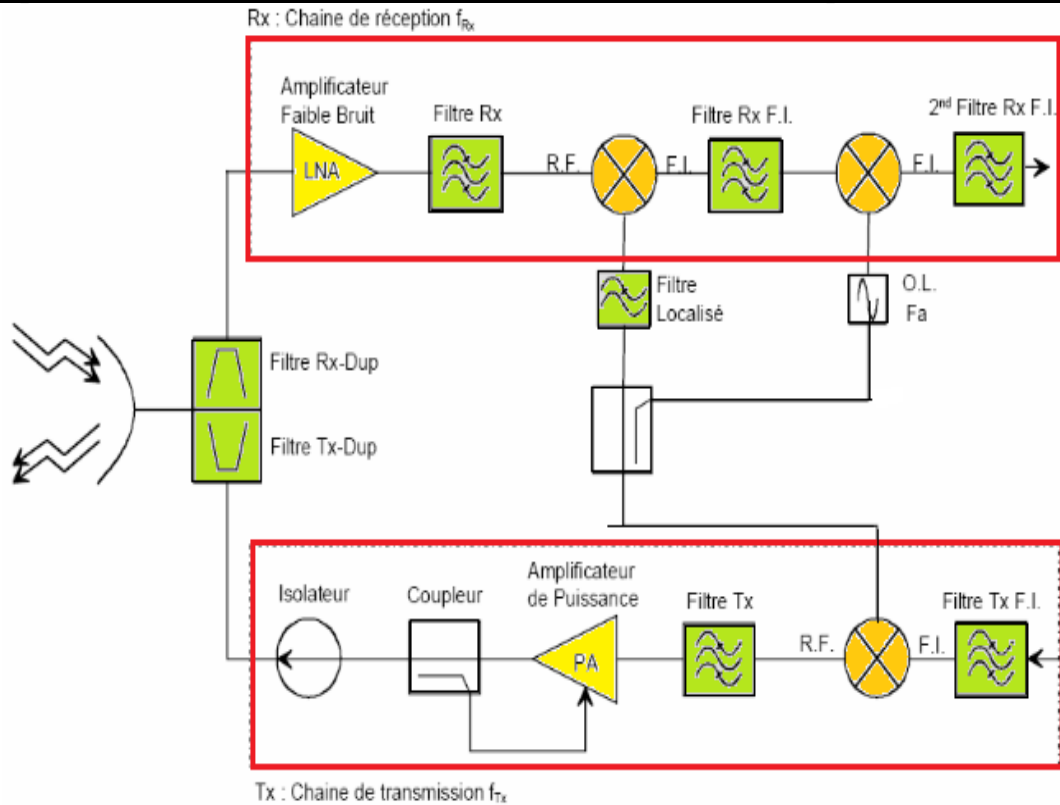 Rx : Chaine de réception f_Rx
Amplificateur
Faible Bruit
Filtre Rx
Filtre Rx F.I.
2nd Filtre Rx F.I.
LNA
R.F.
F.I.
F.I.
Filtre
Localisé
O.L.
Fa
Filtre Rx-Dup
Filtre Tx-Dup
Isolateur
Coupleur
Amplificateur
de Puissance
Filtre Tx
Filtre Tx F.I.
PA
R.F.
F.I.
Tx : Chaine de transmission f_Tx